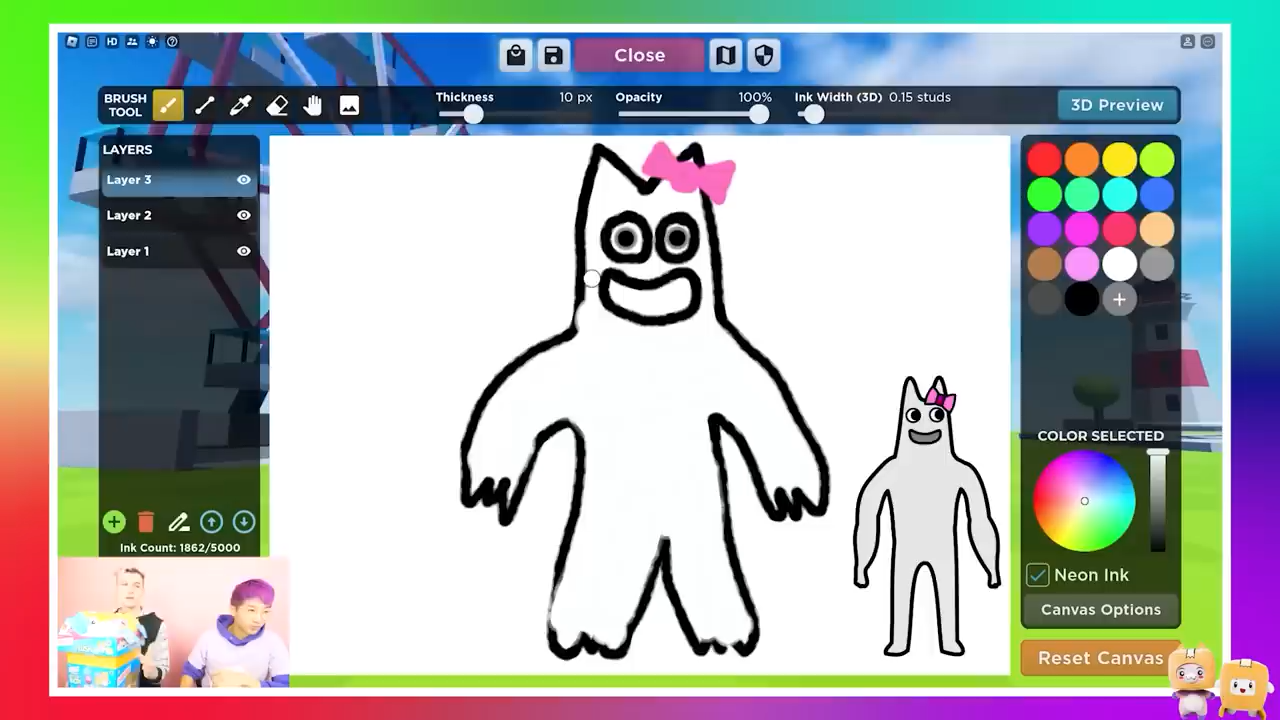 HD
Close
BRUSH
TOOL
Thickness 10 px
Opacity 100%
Ink Width (3D) 0.15 studs
3D Preview
LAYERS
Layer 3
Layer 2
Layer 1
Ink Count: 1862/5000
COLOR SELECTED
Neon Ink
Canvas Options
Reset Canvas